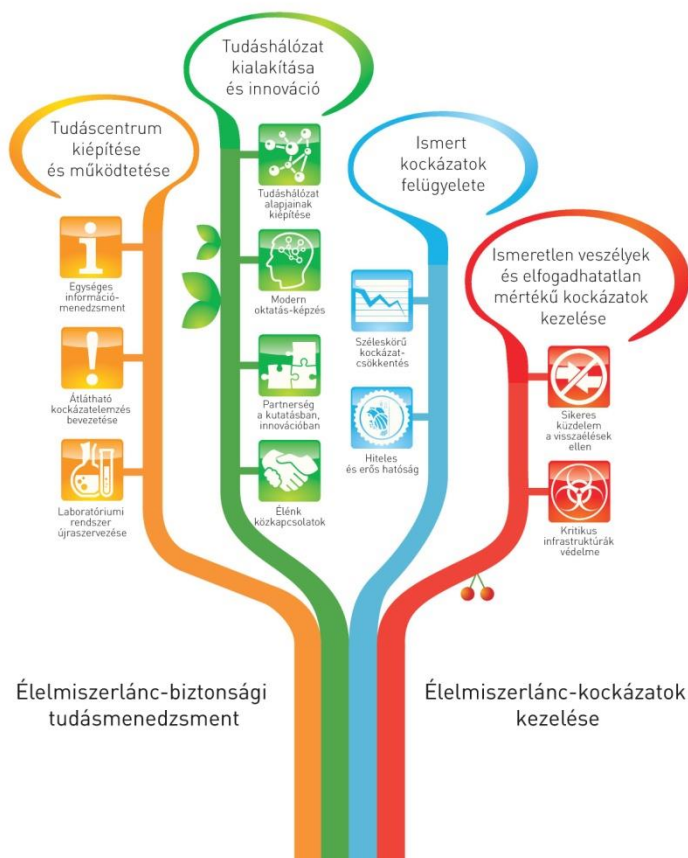 Tudáscentrum
kiépítése
és működtetése
Egységes
információ-
menedzsment
Átlátható
kockázatelemzés
bevezetése
Laboratóriumi
rendszer
újraszervezése
Tudáshálózat
kialakítása
és innováció
Tudáshálózat
alapjainak
kiépítése
Modern
oktatás-képzés
Partnerség
a kutatásban,
innovációban
Élénk
közkapcsolatok
Ismert
kockázatok
felügyelete
Széleskörű
kockázat-
csökkentés
Hiteles
és erős hatóság
Ismeretlen veszélyek
és elfogadhatatlan
mértékű kockázatok
kezelése
Sikeres
küzdelem
a visszaélések
ellen
Kritikus
infrastruktúrák
védelme
Élelmiszerlánc-biztonsági
tudásmenedzsment
Élelmiszerlánc-kockázatok
kezelése